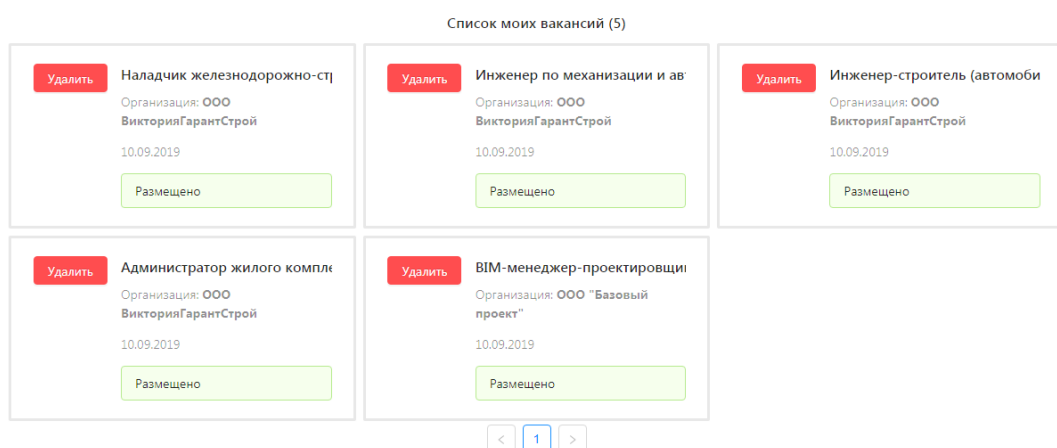 Список моих вакансий (5)
Удалить
Наладчик железнодорожно-стр
Организация: ООО
ВикторияГарантСтрой
10.09.2019
Размещено
Удалить
Инженер по механизации и авт
Организация: ООО
ВикторияГарантСтрой
10.09.2019
Размещено
Удалить
Инженер-строитель (автомоби
Организация: ООО
ВикторияГарантСтрой
10.09.2019
Размещено
Удалить
Администратор жилого компле
Организация: ООО
ВикторияГарантСтрой
10.09.2019
Размещено
Удалить
BIM-менеджер-проектировщик
Организация: ООО "Базовый
проект"
10.09.2019
Размещено
< 1 >